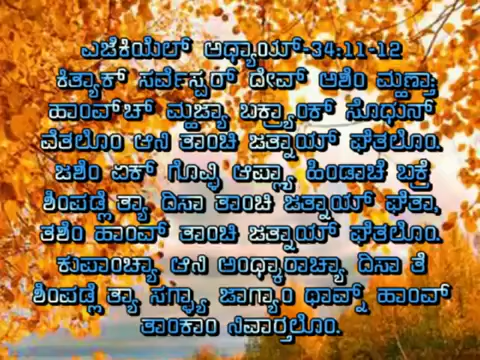 ಎಜೆಕಿಯೆಲ್ ಅಧ್ಯಾಯ್-34:11-12
ಕಿತ್ಯಾಕ್ ಸರ್ವೆಸ್ಪರ್ ದೇವ್ ಅಶೆಂ ಮ್ಹಣ್ತಾ;
ಹಾಂವ್‍ಚ್ ಮ್ಹಜ್ಯಾ ಬಕ್ರ್ಯಾಂಕ್ ಸೊಧುನ್
ವೆತಲೊಂ ಆನಿ ತಾಂಚಿ ಜತ್ನಾಯ್ ಘೆತಲೊಂ.
ಜಶೆಂ ಏಕ್ ಗೊವ್ಳಿ ಆಪ್ಲ್ಯಾ ಹಿಂಡಾಚೆ ಬಕ್ರೆ
ಶಿಂಪಡ್ಲೆ ತ್ಯಾ ದಿಸಾ ತಾಂಚಿ ಜತ್ನಾಯ್ ಘೆತಾ,
ತಶೆಂ ಹಾಂವ್ ತಾಂಚಿ ಜತ್ನಾಯ್ ಘೆತಲೊಂ.
ಕುಪಾಂಚ್ಯಾ ಆನಿ ಅಂಧ್ಕಾರಾಚ್ಯಾ ದಿಸಾ ತೆ
ಶಿಂಪಡ್ಲೆ ತ್ಯಾ ಸಗ್ಳ್ಯಾ ಜಾಗ್ಯಾಂ ಥಾವ್ನ್ ಹಾಂವ್
ತಾಂಕಾಂ ನಿವಾರ್ತಲೊಂ.